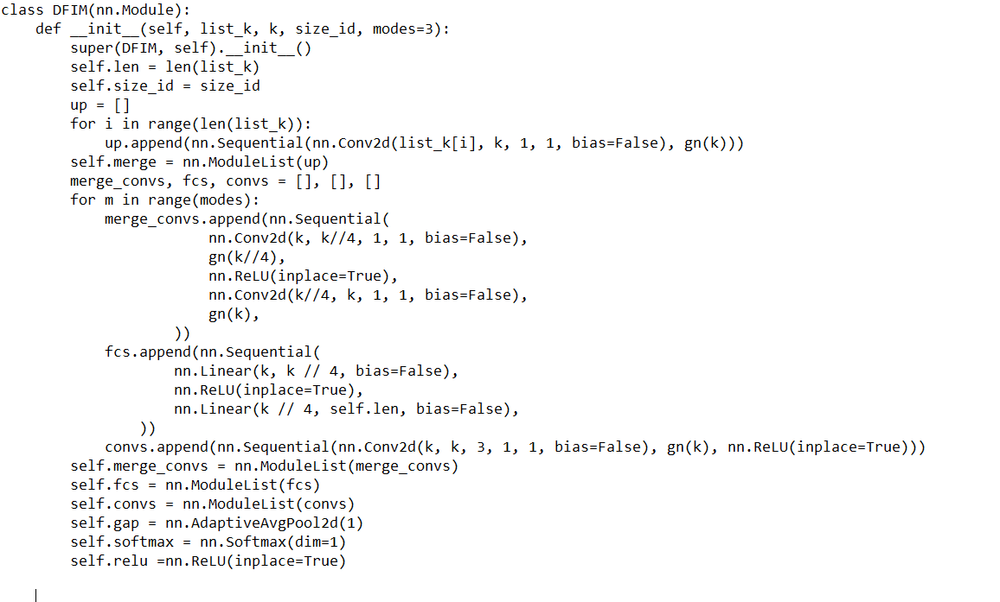 class DFIM(nn.Module):
    def __init__(self, list_k, k, size_id, modes=3):
        super(DFIM, self).__init__()
        self.len = len(list_k)
        self.size_id = size_id
        up = []
        for i in range(len(list_k)):
            up.append(nn.Sequential(nn.Conv2d(list_k[i], k, 1, 1, bias=False), gn(k)))
        self.merge = nn.ModuleList(up)
        merge_convs, fcs, convs = [], [], []
        for m in range(modes):
            merge_convs.append(nn.Sequential(
                        nn.Conv2d(k, k//4, 1, 1, bias=False),
                        gn(k//4),
                        nn.ReLU(inplace=True),
                        nn.Conv2d(k//4, k, 1, 1, bias=False),
                        gn(k),
                    ))
            fcs.append(nn.Sequential(
                    nn.Linear(k, k // 4, bias=False),
                    nn.ReLU(inplace=True),
                    nn.Linear(k // 4, self.len, bias=False),
                ))
            convs.append(nn.Sequential(nn.Conv2d(k, k, 3, 1, 1, bias=False), gn(k), nn.ReLU(inplace=True)))
        self.merge_convs = nn.ModuleList(merge_convs)
        self.fcs = nn.ModuleList(fcs)
        self.convs = nn.ModuleList(convs)
        self.gap = nn.AdaptiveAvgPool2d(1)
        self.softmax = nn.Softmax(dim=1)
        self.relu =nn.ReLU(inplace=True)